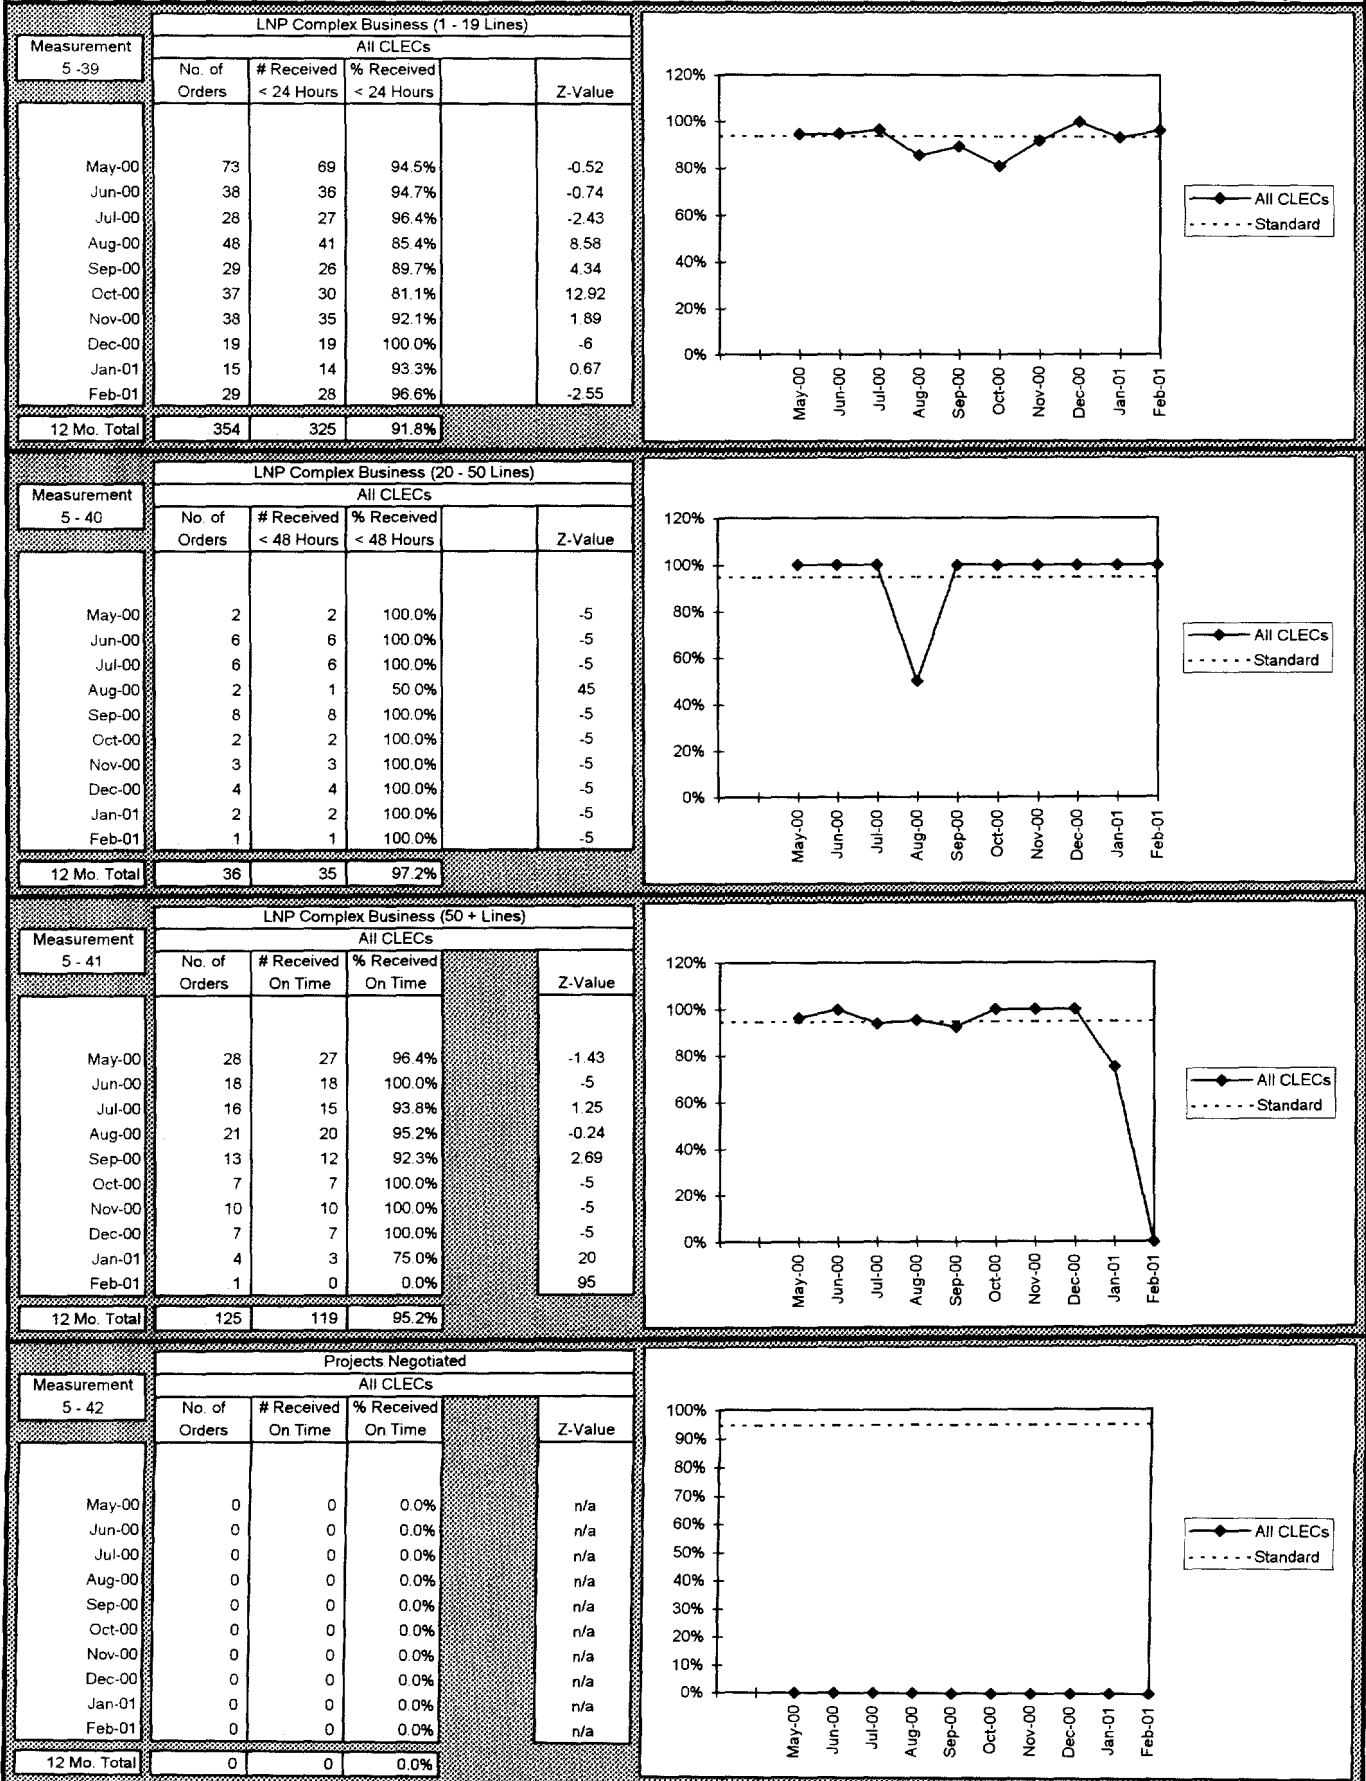 LNP Complex Business (1 - 19 Lines)
Measurement
All CLECs
5 -39
No. of # Received % Received
Orders < 24 Hours < 24 Hours Z-Value
May-00 73 69 94.5% -0.52
Jun-00 38 36 94.7% -0.74
Jul-00 28 27 96.4% -2.43
Aug-00 48 41 85.4% 8.58
Sep-00 29 26 89.7% 4.34
Oct-00 37 30 81.1% 12.92
Nov-00 38 35 92.1% 1.89
Dec-00 19 19 100.0% -6
Jan-01 15 14 93.3% 0.67
Feb-01 29 28 96.6% -2.55
12 Mo. Total 354 325 91.8%
120%
100%
80%
60%
40%
20%
0%
May-00 Jun-00 Jul-00 Aug-00 Sep-00 Oct-00 Nov-00 Dec-00 Jan-01 Feb-01
All CLECs
Standard
LNP Complex Business (20 - 50 Lines)
Measurement
All CLECs
5 - 40
No. of # Received % Received
Orders < 48 Hours < 48 Hours Z-Value
May-00 2 2 100.0% -5
Jun-00 6 6 100.0% -5
Jul-00 6 6 100.0% -5
Aug-00 2 1 50.0% 45
Sep-00 8 8 100.0% -5
Oct-00 2 2 100.0% -5
Nov-00 3 3 100.0% -5
Dec-00 4 4 100.0% -5
Jan-01 2 2 100.0% -5
Feb-01 1 1 100.0% -5
12 Mo. Total 36 35 97.2%
120%
100%
80%
60%
40%
20%
0%
May-00 Jun-00 Jul-00 Aug-00 Sep-00 Oct-00 Nov-00 Dec-00 Jan-01 Feb-01
All CLECs
Standard
LNP Complex Business (50 + Lines)
Measurement
All CLECs
5 - 41
No. of # Received % Received
Orders On Time On Time Z-Value
May-00 28 27 96.4% -1.43
Jun-00 18 18 100.0% -5
Jul-00 16 15 93.8% 1.25
Aug-00 21 20 95.2% -0.24
Sep-00 13 12 92.3% 2.69
Oct-00 7 7 100.0% -5
Nov-00 10 10 100.0% -5
Dec-00 7 7 100.0% -5
Jan-01 4 3 75.0% 20
Feb-01 1 0 0.0% 95
12 Mo. Total 125 119 95.2%
120%
100%
80%
60%
40%
20%
0%
May-00 Jun-00 Jul-00 Aug-00 Sep-00 Oct-00 Nov-00 Dec-00 Jan-01 Feb-01
All CLECs
Standard
Projects Negotiated
Measurement
All CLECs
5 - 42
No. of # Received % Received
Orders On Time On Time Z-Value
May-00 0 0 0.0% n/a
Jun-00 0 0 0.0% n/a
Jul-00 0 0 0.0% n/a
Aug-00 0 0 0.0% n/a
Sep-00 0 0 0.0% n/a
Oct-00 0 0 0.0% n/a
Nov-00 0 0 0.0% n/a
Dec-00 0 0 0.0% n/a
Jan-01 0 0 0.0% n/a
Feb-01 0 0 0.0% n/a
12 Mo. Total 0 0 0.0%
100%
90%
80%
70%
60%
50%
40%
30%
20%
10%
0%
May-00 Jun-00 Jul-00 Aug-00 Sep-00 Oct-00 Nov-00 Dec-00 Jan-01 Feb-01
All CLECs
Standard